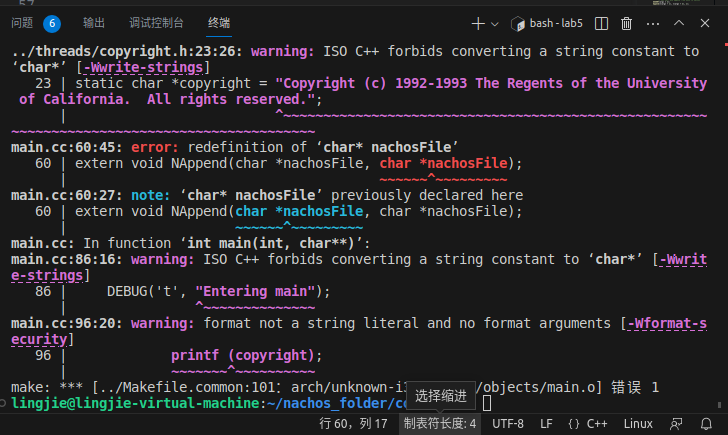 问题 6 输出 调试控制台 终端 bash - lab5
../threads/copyright.h:23:26: warning: ISO C++ forbids converting a string constant to
‘char*’ [-Wwrite-strings]
23 | static char *copyright = "Copyright (c) 1992-1993 The Regents of the University
of California.  All rights reserved.";
| ^~~~~~~~~~~~~~~~~~~~~~~~~~~~~~~~~~~~~~~~~~~~~~~~~~~~~~
~~~~~~~~~~~~~~~~~~~~~~~~~~~~~~~~~~~~~~
main.cc:60:45: error: redefinition of ‘char* nachosFile’
60 | extern void NAppend(char *nachosFile, char *nachosFile);
| ~~~~~~^~~~~~~~~~
main.cc:60:27: note: ‘char* nachosFile’ previously declared here
60 | extern void NAppend(char *nachosFile, char *nachosFile);
| ~~~~~~^~~~~~~~~~
main.cc: In function ‘int main(int, char**)’:
main.cc:86:16: warning: ISO C++ forbids converting a string constant to ‘char*’ [-Wwrit
e-strings]
86 |     DEBUG('t', "Entering main");
| ^~~~~~~~~~~~~~~
main.cc:96:20: warning: format not a string literal and no format arguments [-Wformat-s
ecurity]
96 |             printf (copyright);
| ~~~~~~~^~~~~~~~~~~
make: *** [../Makefile.common:101：arch/unknown-i /objects/main.o] 错误 1
选择缩进
lingjie@lingjie-virtual-machine:~/nachos_folder/co
行 60，列 17 制表符长度: 4 UTF-8 LF {} C++ Linux